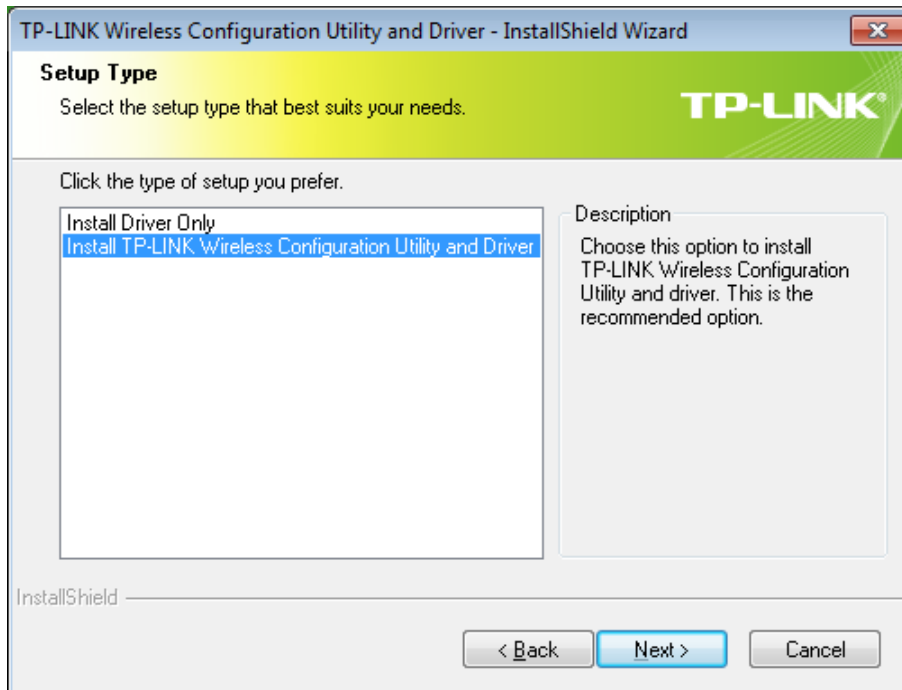 TP-LINK Wireless Configuration Utility and Driver - InstallShield Wizard
Setup Type
Select the setup type that best suits your needs.
TP-LINK®
Click the type of setup you prefer.
Install Driver Only
Install TP-LINK Wireless Configuration Utility and Driver
Description
Choose this option to install
TP-LINK Wireless Configuration
Utility and driver. This is the
recommended option.
InstallShield
< Back
Next >
Cancel